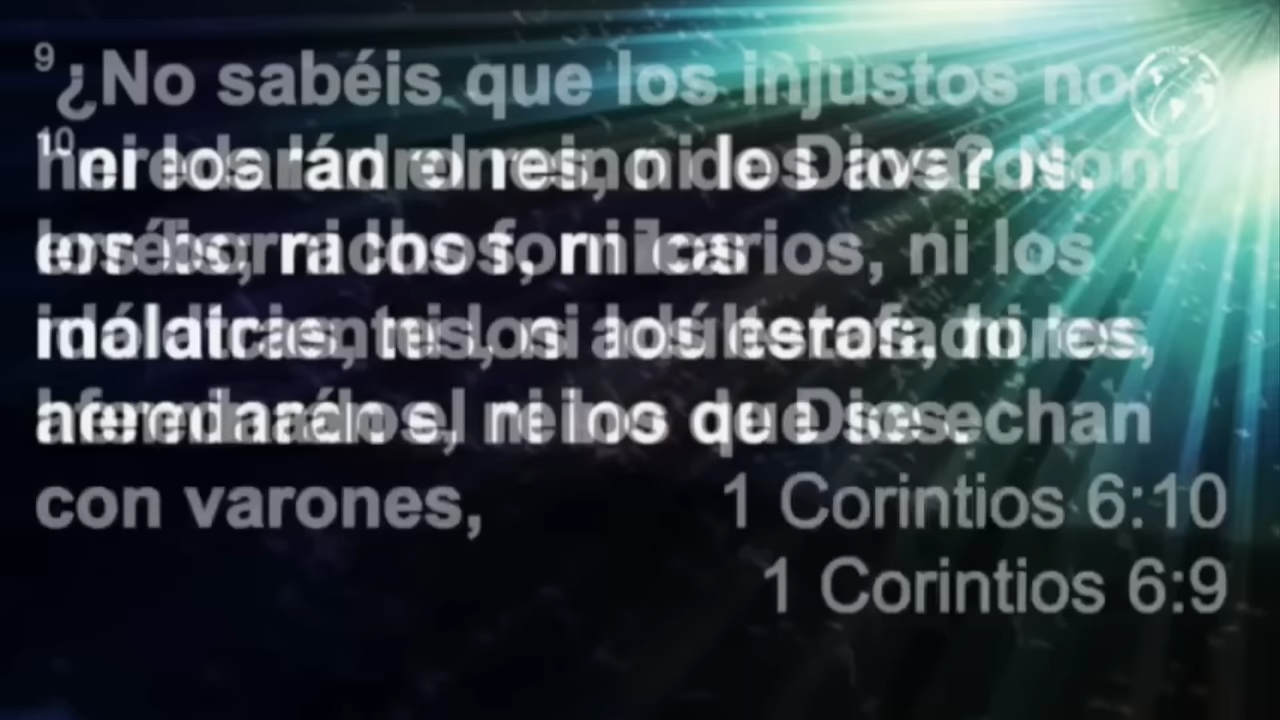 9 ¿No sabéis que los injustos no
heredarán el reino de Dios? No
erréis; ni los fornicarios, ni los
idólatras, ni los adúlteros, ni los
afeminados, ni los que se echan
con varones,
1 Corintios 6:9
10 ni los ladrones, ni los avaros, ni
los borrachos, ni los
maldicientes, ni los estafadores,
heredarán el reino de Dios.
1 Corintios 6:10